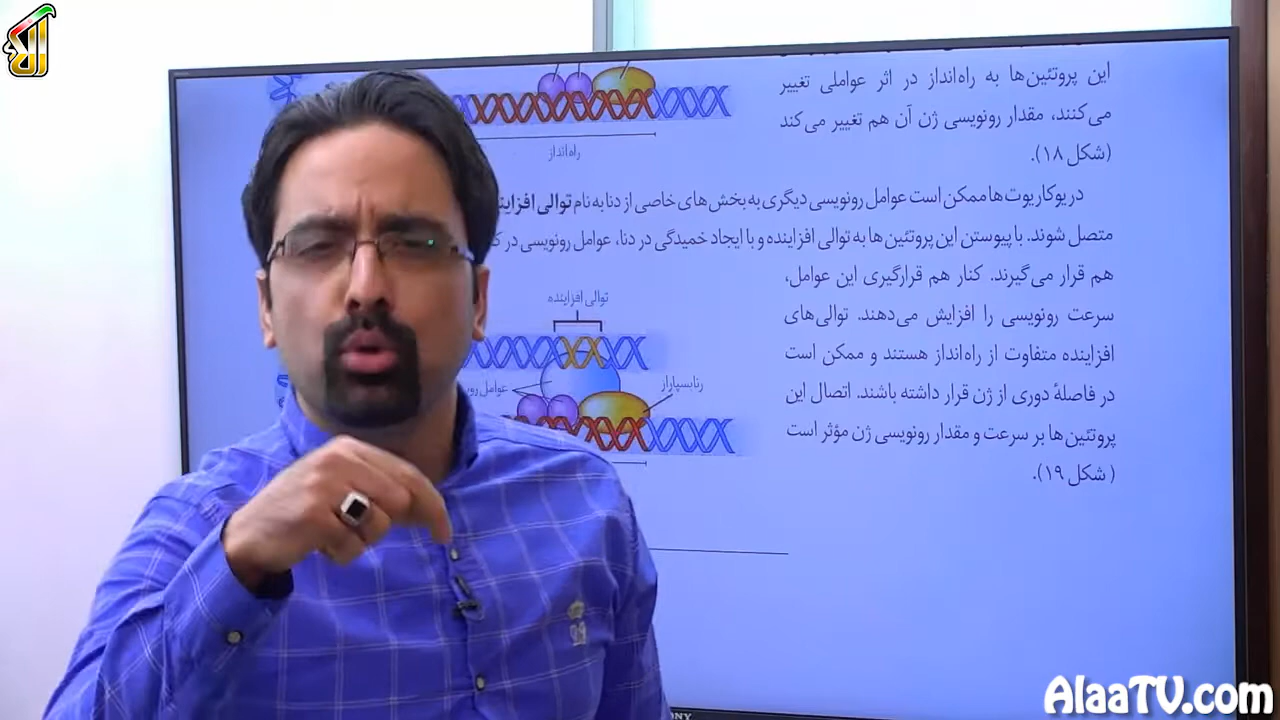 این پروتئین‌ها به راه‌انداز در اثر عواملی تغییر
می‌کنند، مقدار رونویسی ژن آن هم تغییر می‌کند
(شکل ۱۸).
راه‌انداز
در یوکاریوت‌ها ممکن است عوامل رونویسی دیگری به بخش‌های خاصی از دنا به نام توالی
متصل شوند. با پیوستن این پروتئین‌ها به توالی افزاینده و با ایجاد خمیدگی در دنا، عوامل رونویسی در
هم قرار می‌گیرند. کنار هم قرارگیری این عوامل،
سرعت رونویسی را افزایش می‌دهند. توالی‌های
افزاینده متفاوت از راه‌انداز هستند و ممکن است
در فاصلهٔ دوری از ژن قرار داشته باشند. اتصال این
پروتئین‌ها بر سرعت و مقدار رونویسی ژن مؤثر است
(شکل ۱۹).
توالی افزاینده
رنابسپاراز
عوامل
AlaaTV.com